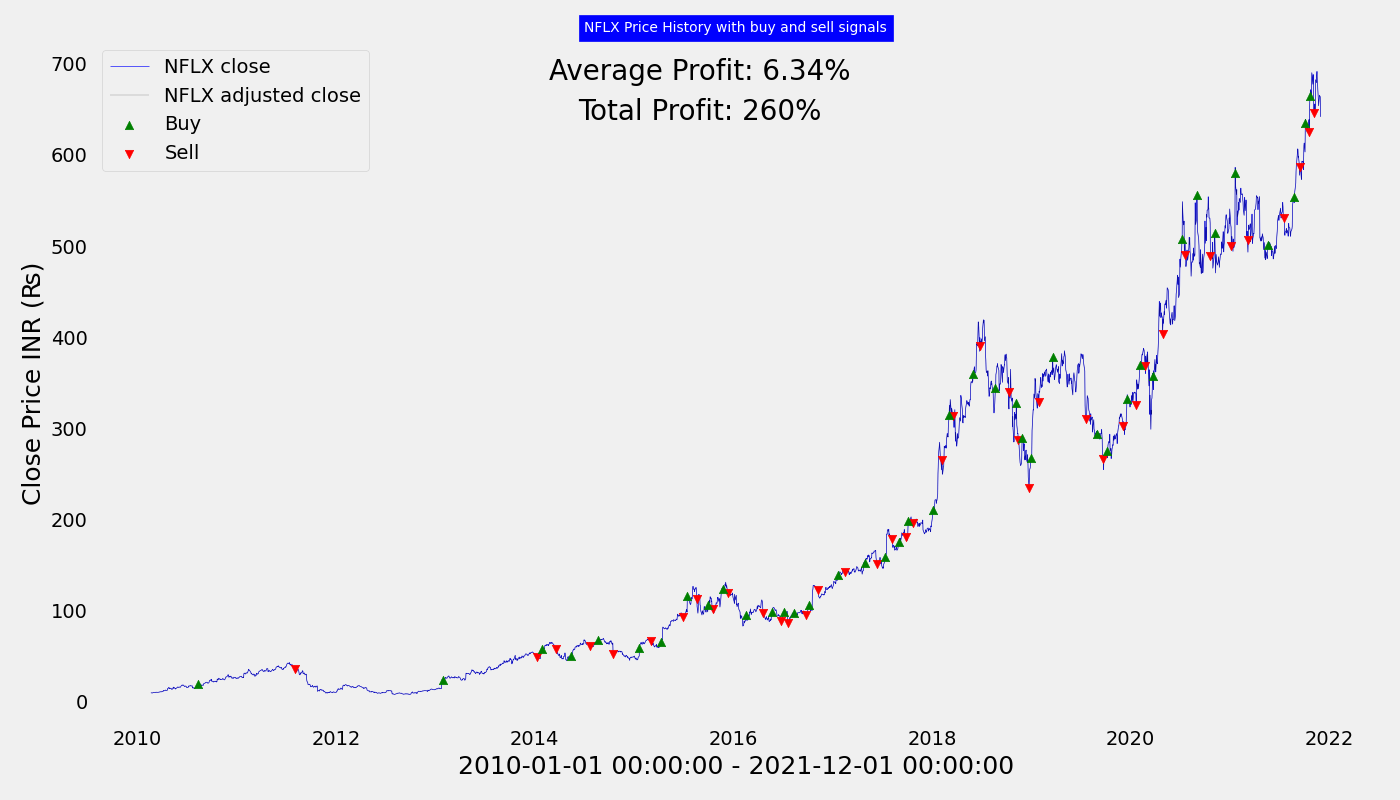 NFLX Price History with buy and sell signals
Average Profit: 6.34%
Total Profit: 260%
NFLX close
NFLX adjusted close
Buy
Sell
Close Price INR (₨)
700
600
500
400
300
200
100
0
2010 2012 2014 2016 2018 2020 2022
2010-01-01 00:00:00 - 2021-12-01 00:00:00